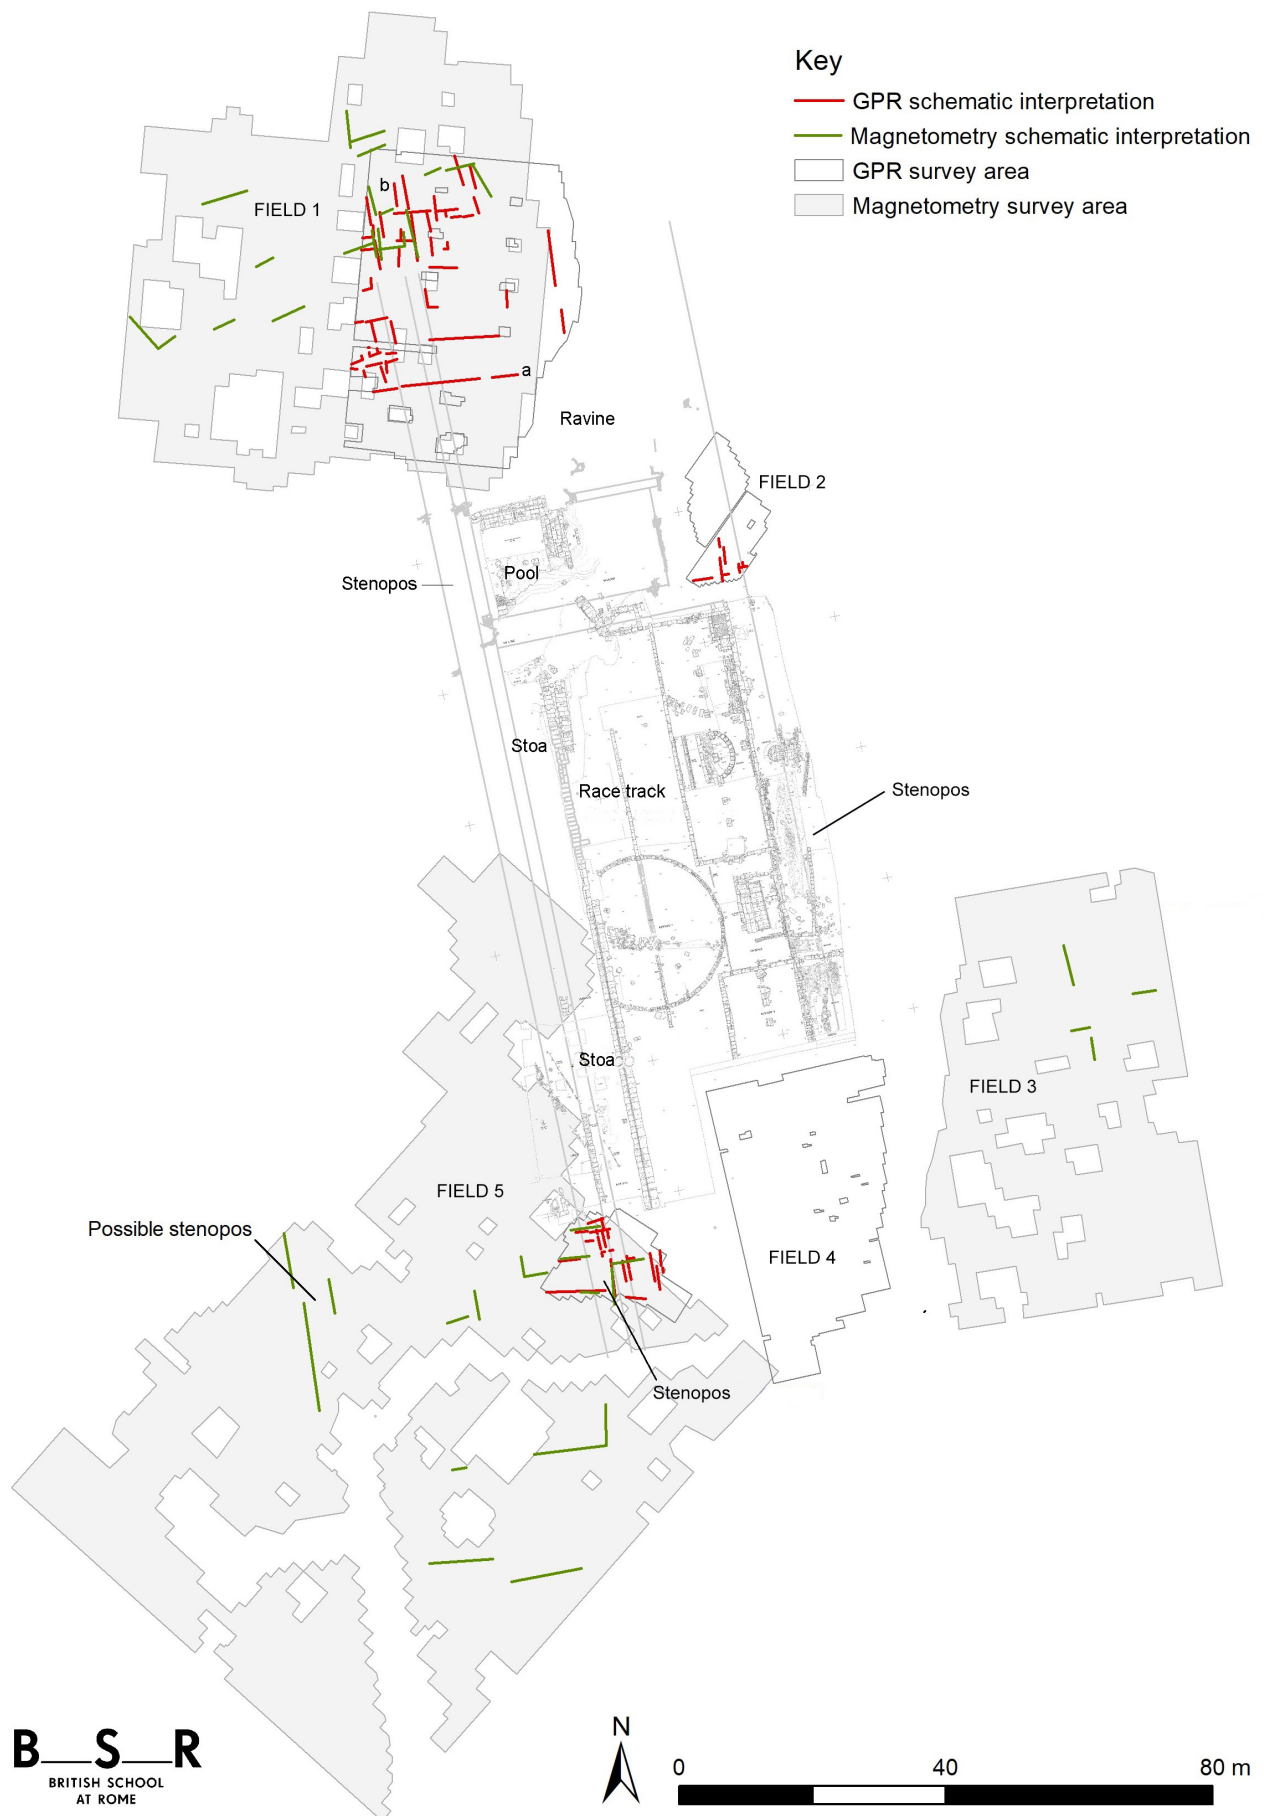 Key
GPR schematic interpretation
Magnetometry schematic interpretation
GPR survey area
Magnetometry survey area
b
FIELD 1
a
Ravine
FIELD 2
Stenopos
Pool
Stoa
Race track
Stenopos
Stoa
FIELD 3
FIELD 5
Possible stenopos
FIELD 4
Stenopos
N
B S R
BRITISH SCHOOL
AT ROME
0 40 80 m